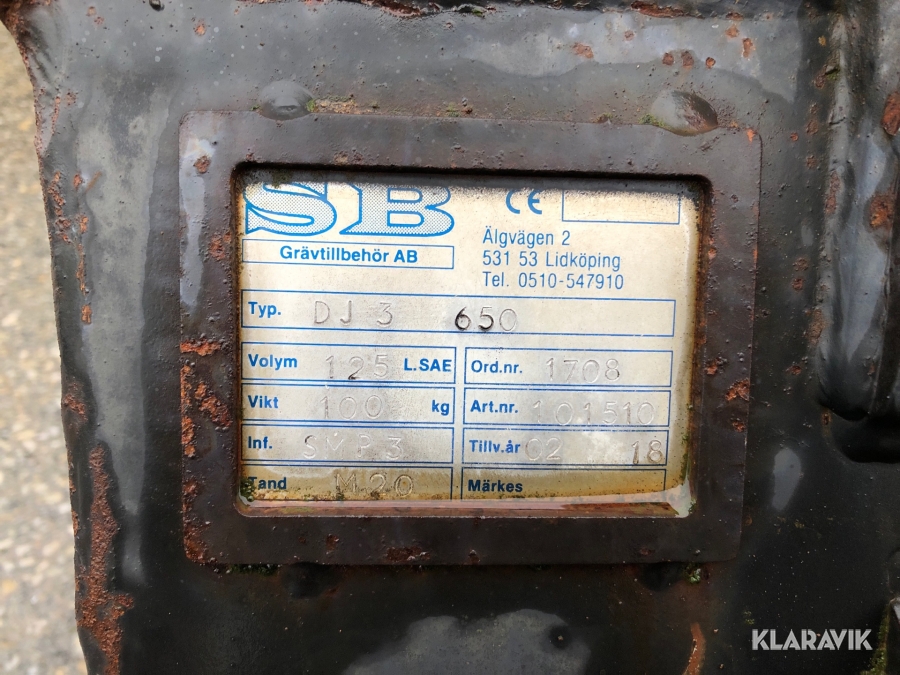 SB
CE
Grävtillbehör AB
Älgvägen 2
531 53 Lidköping
Tel. 0510-547910
Typ. DJ 3 650
Volym 125 L.SAE
Ord.nr. 1708
Vikt 100 kg
Art.nr. 101510
Inf. SMP3
Tillv.år 02 18
Tand M20
Märkes
KLARAVIK